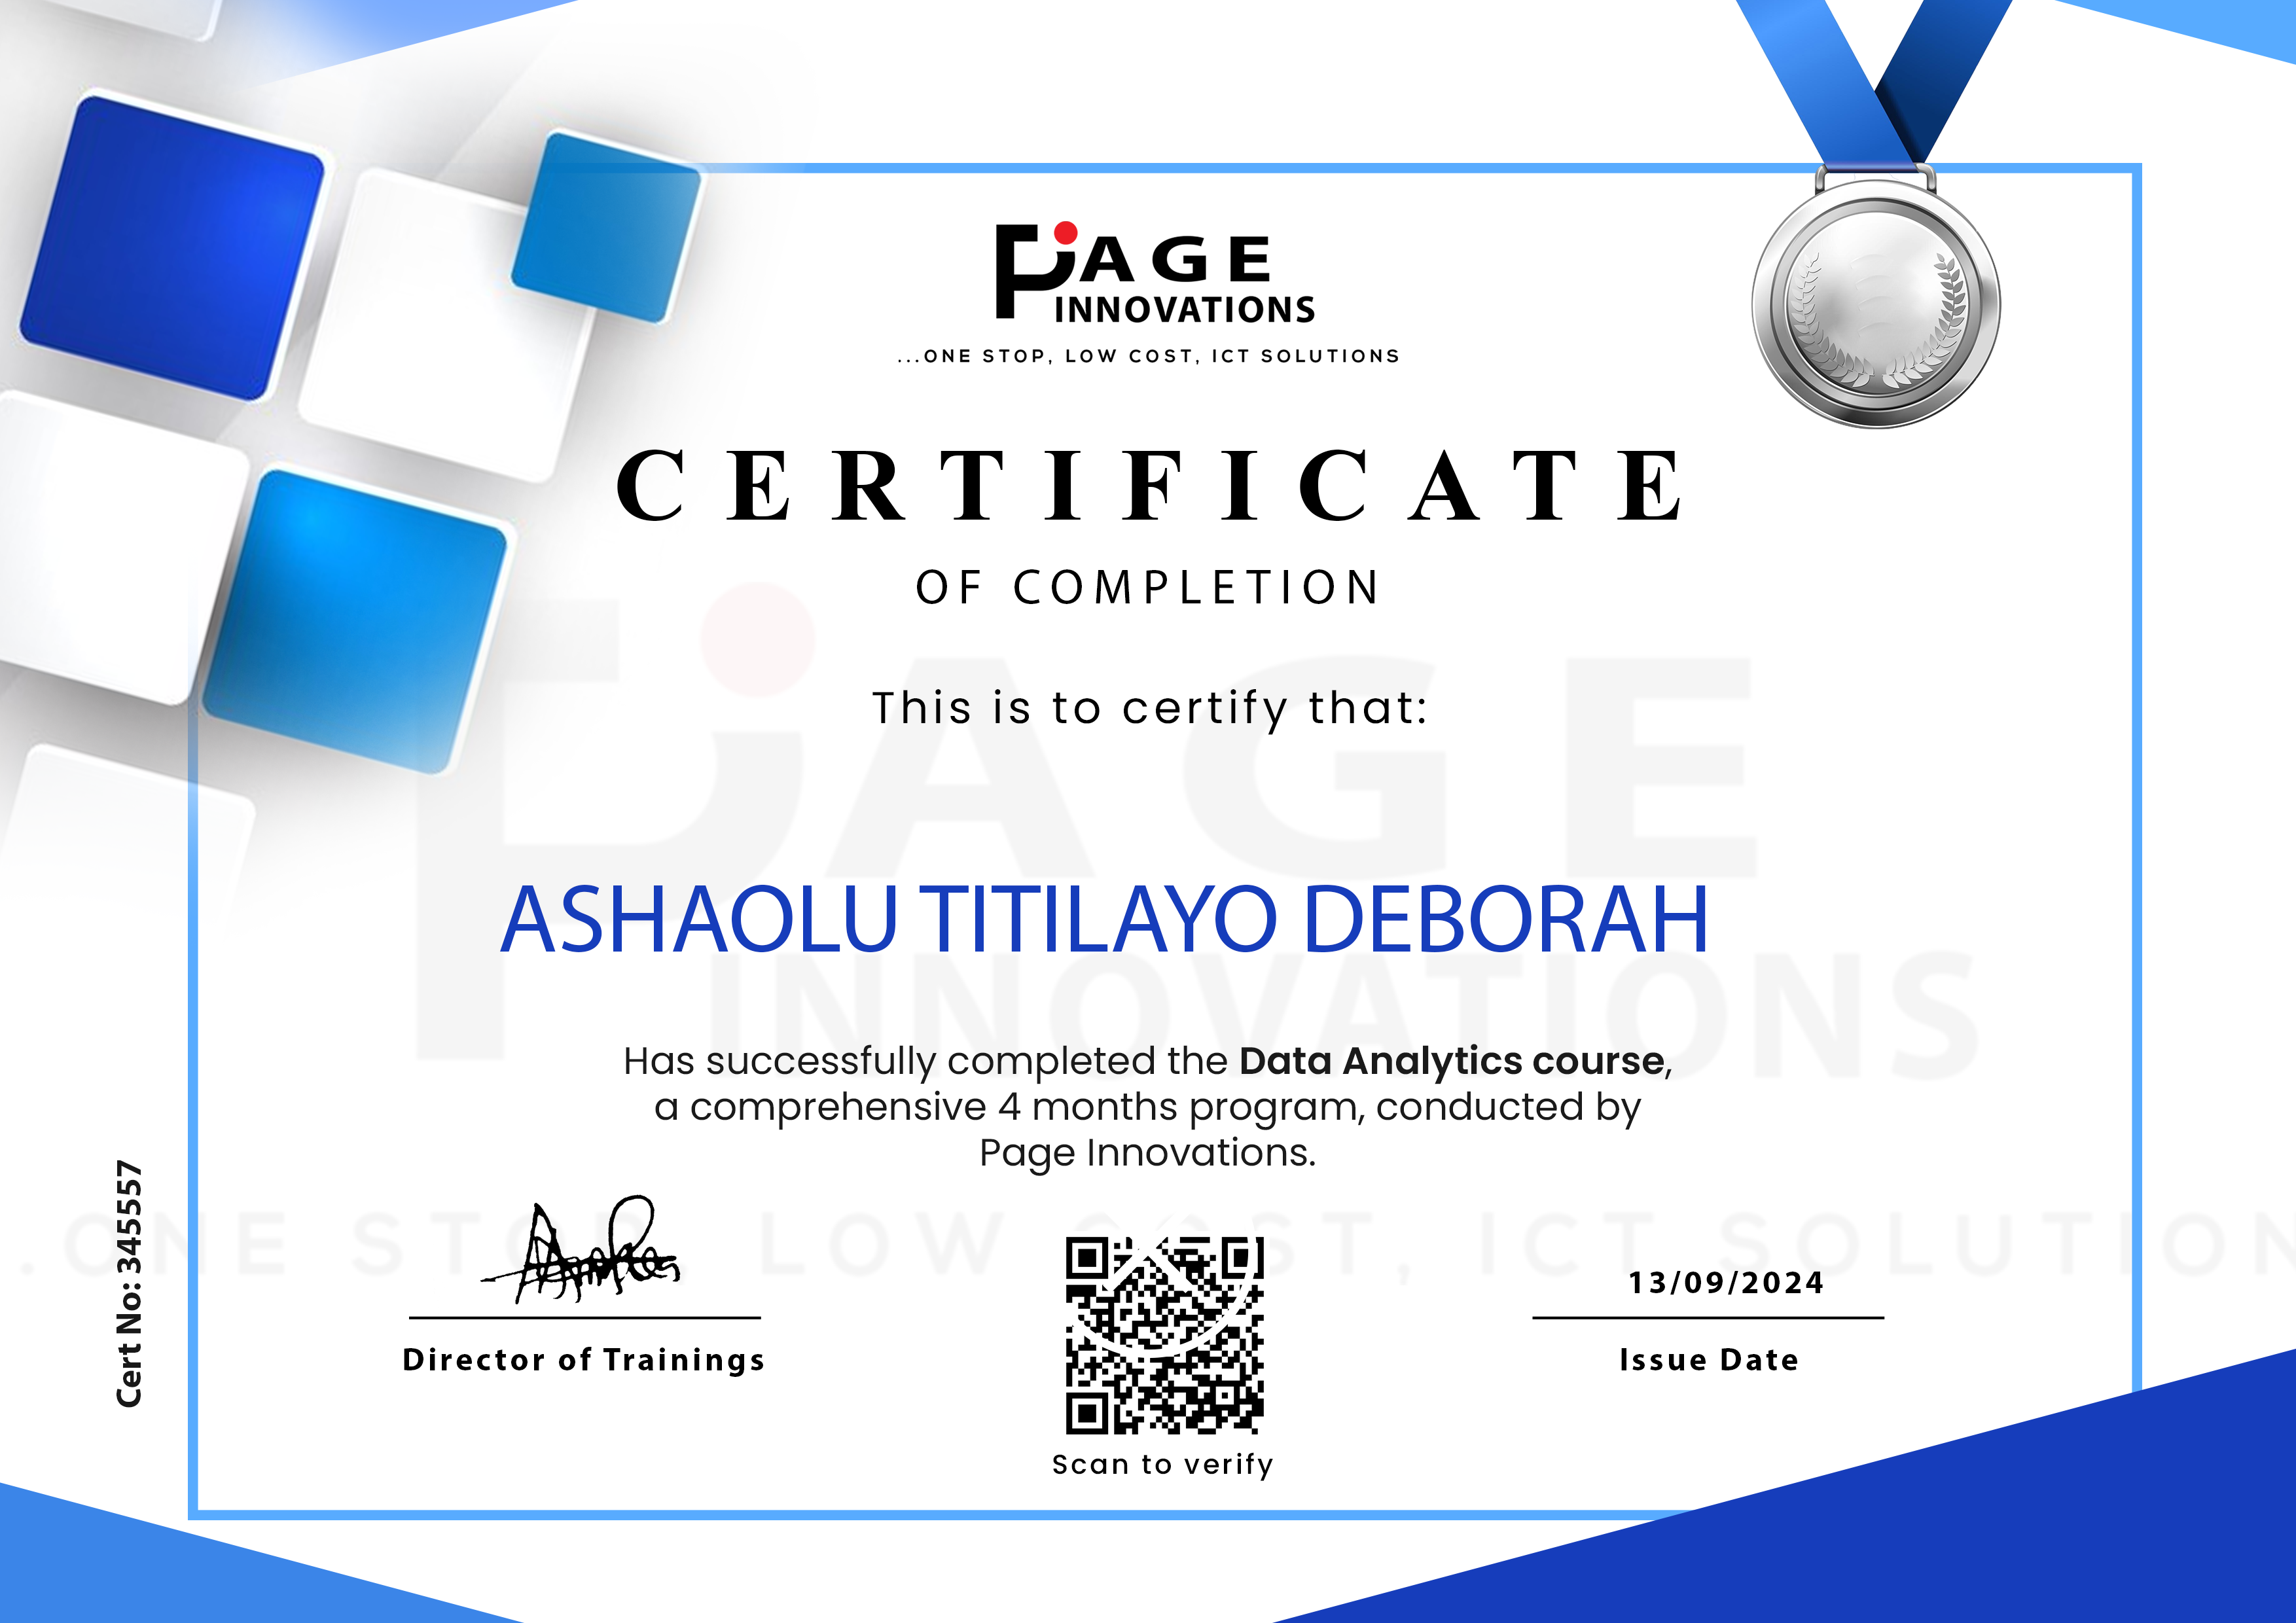 PAGE
INNOVATIONS
...ONE STOP, LOW COST, ICT SOLUTIONS
CERTIFICATE
OF COMPLETION
This is to certify that:
ASHAOLU TITILAYO DEBORAH
Has successfully completed the Data Analytics course,
a comprehensive 4 months program, conducted by
Page Innovations.
Cert No: 345557
13/09/2024
Director of Trainings
Issue Date
Scan to verify
PAGE
INNOVATIONS
.ONE STOP, LOW COST, ICT SOLUTION